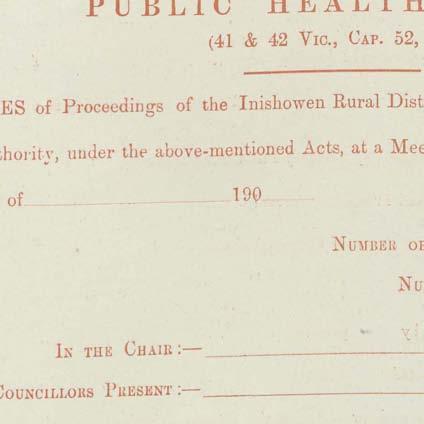 PUBLIC HEALTH
(41 & 42 Vic., Cap. 52,
ES of Proceedings of the Inishowen Rural Dist
thority, under the above-mentioned Acts, at a Mee
of 190
Number of
Nu
In the Chair:—
Councillors Present:—